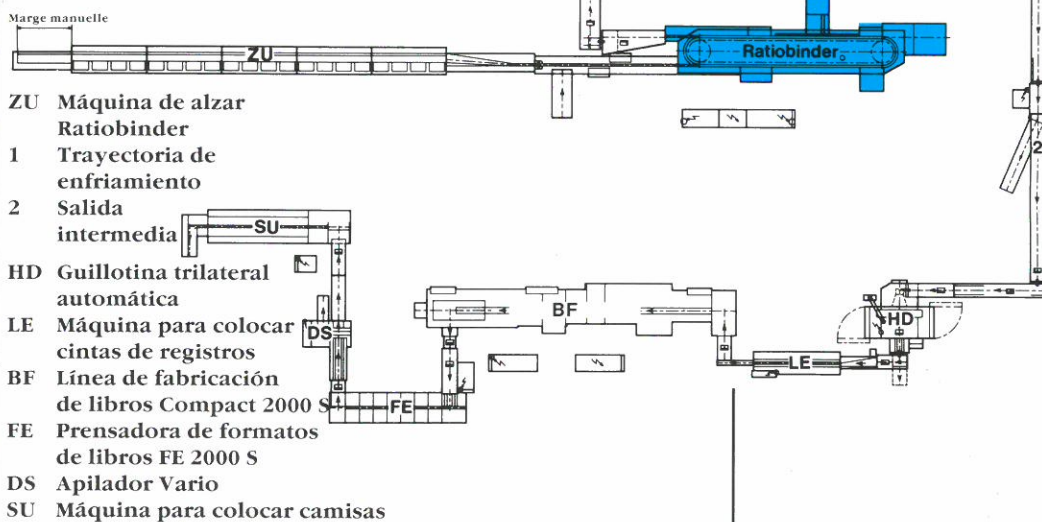 Marge manuelle
ZU
Ratiobinder
ZU Máquina de alzar
Ratiobinder
1 Trayectoria de
enfriamiento
2 Salida
intermedia
HD Guillotina trilateral
automática
LE Máquina para colocar
cintas de registros
BF Línea de fabricación
de libros Compact 2000 S
FE Prensadora de formatos
de libros FE 2000 S
DS Apilador Vario
SU Máquina para colocar camisas
2
SU
DS
FE
BF
LE
HD